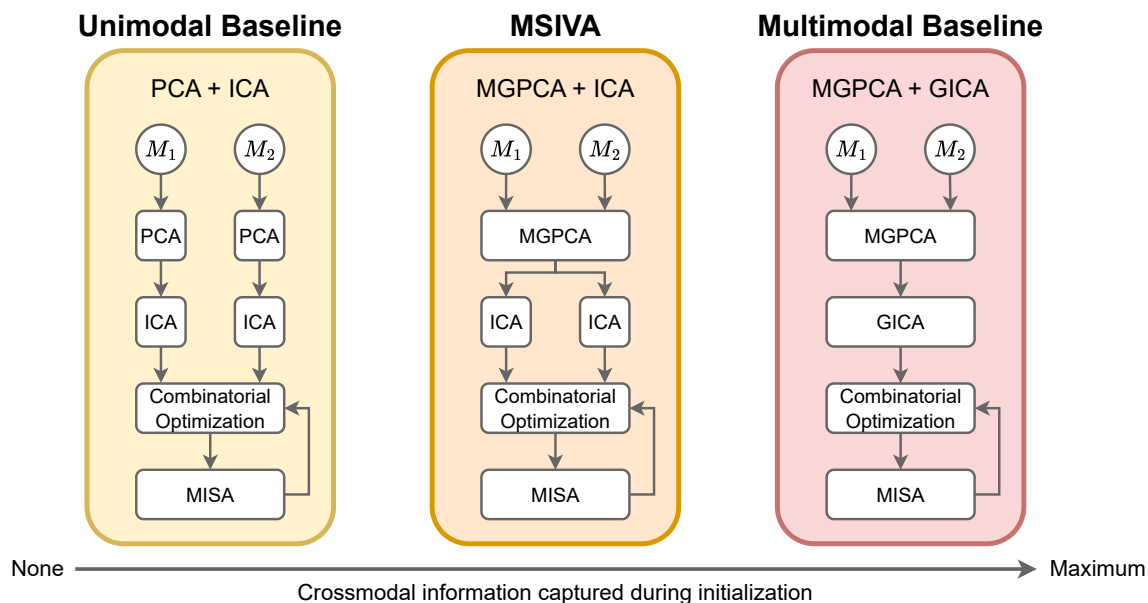 Unimodal Baseline
PCA + ICA
M₁
M₂
PCA
PCA
ICA
ICA
Combinatorial
Optimization
MISA
MSIVA
MGPCA + ICA
M₁
M₂
MGPCA
ICA
ICA
Combinatorial
Optimization
MISA
Multimodal Baseline
MGPCA + GICA
M₁
M₂
MGPCA
GICA
Combinatorial
Optimization
MISA
None
Maximum
Crossmodal information captured during initialization